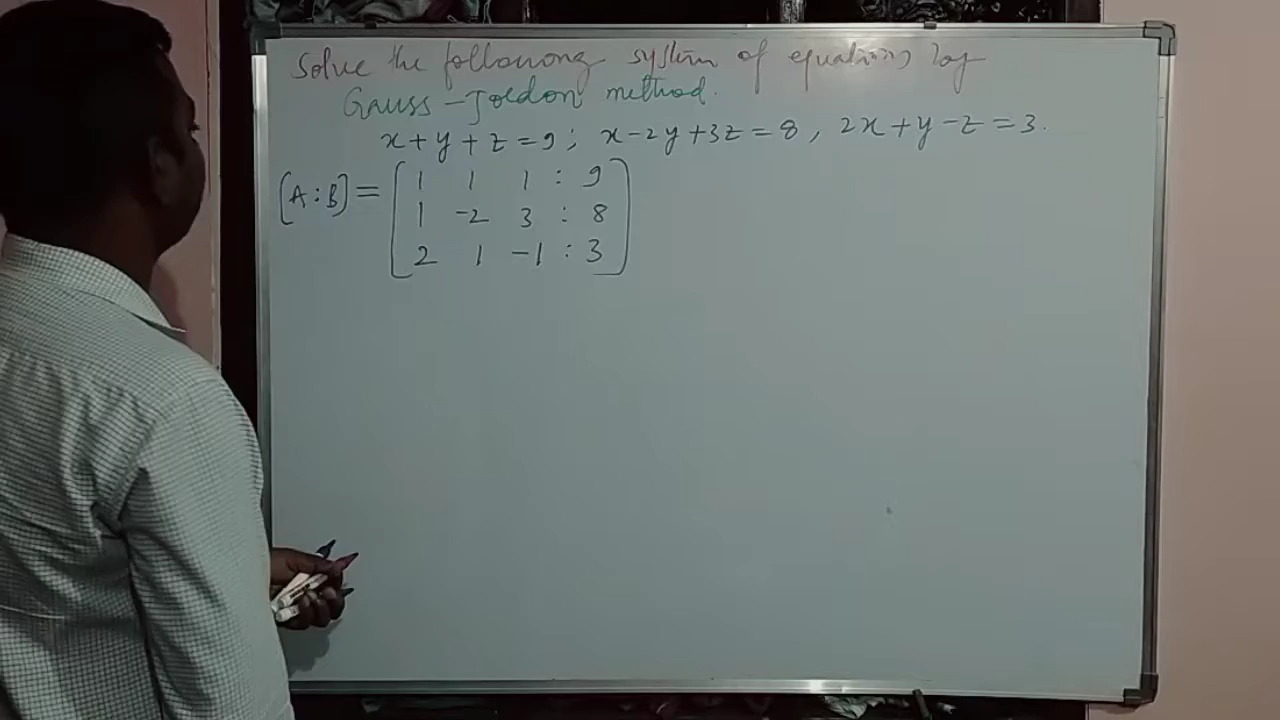 Solve the following system of equations by
Gauss-Jordon method.
x+y+z=9; x-2y+3z=8, 2x+y-z=3.
[A:B]= [1 1 1 : 9
1 -2 3 : 8
2 1 -1 : 3]